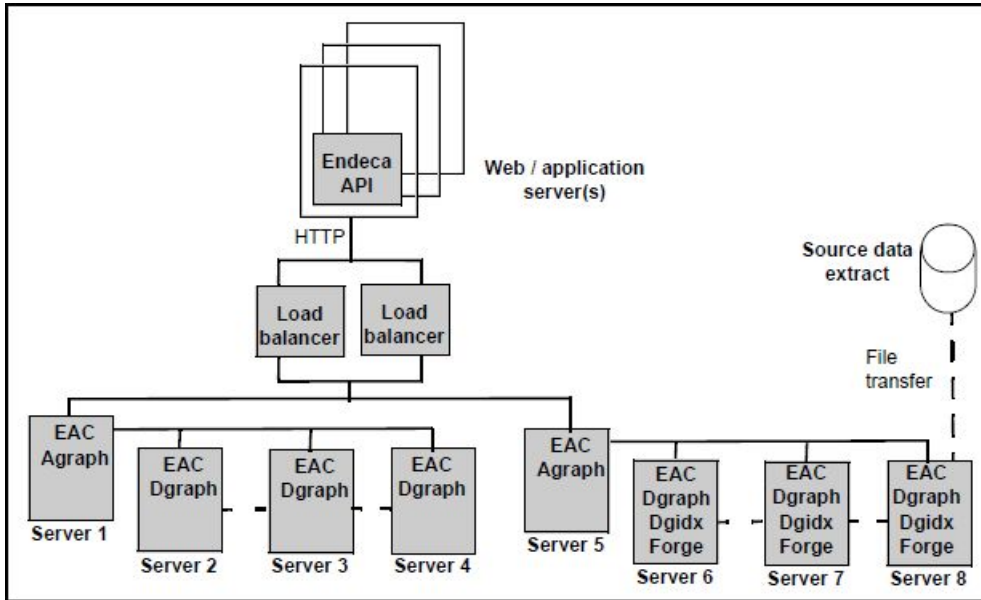 Endeca
API
Web / application
server(s)
HTTP
Load
balancer
Load
balancer
Source data
extract
File
transfer
EAC
Agraph
Server 1
EAC
Dgraph
Server 2
EAC
Dgraph
Server 3
EAC
Dgraph
Server 4
EAC
Agraph
Server 5
EAC
Dgraph
Dgidx
Forge
Server 6
EAC
Dgraph
Dgidx
Forge
Server 7
EAC
Dgraph
Dgidx
Forge
Server 8